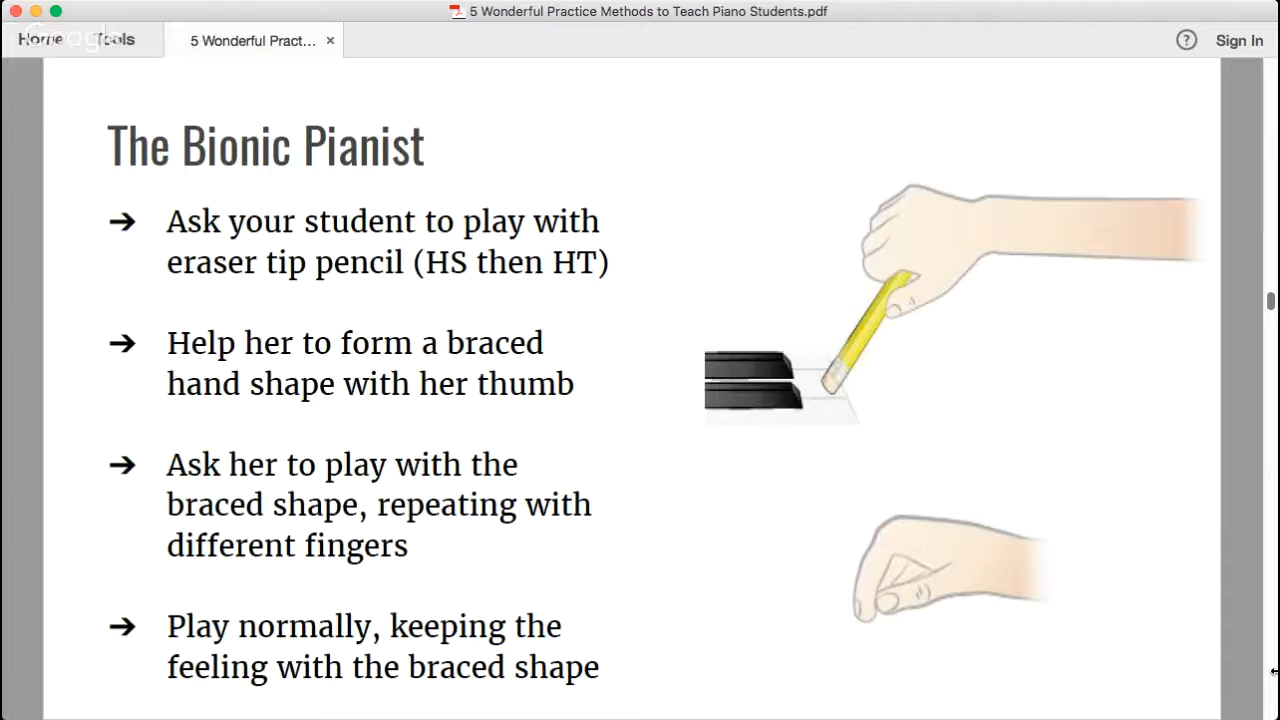 5 Wonderful Practice Methods to Teach Piano Students.pdf
Home Tools 5 Wonderful Pract... × ? Sign In
Google
The Bionic Pianist
➔ Ask your student to play with
eraser tip pencil (HS then HT)
➔ Help her to form a braced
hand shape with her thumb
➔ Ask her to play with the
braced shape, repeating with
different fingers
➔ Play normally, keeping the
feeling with the braced shape